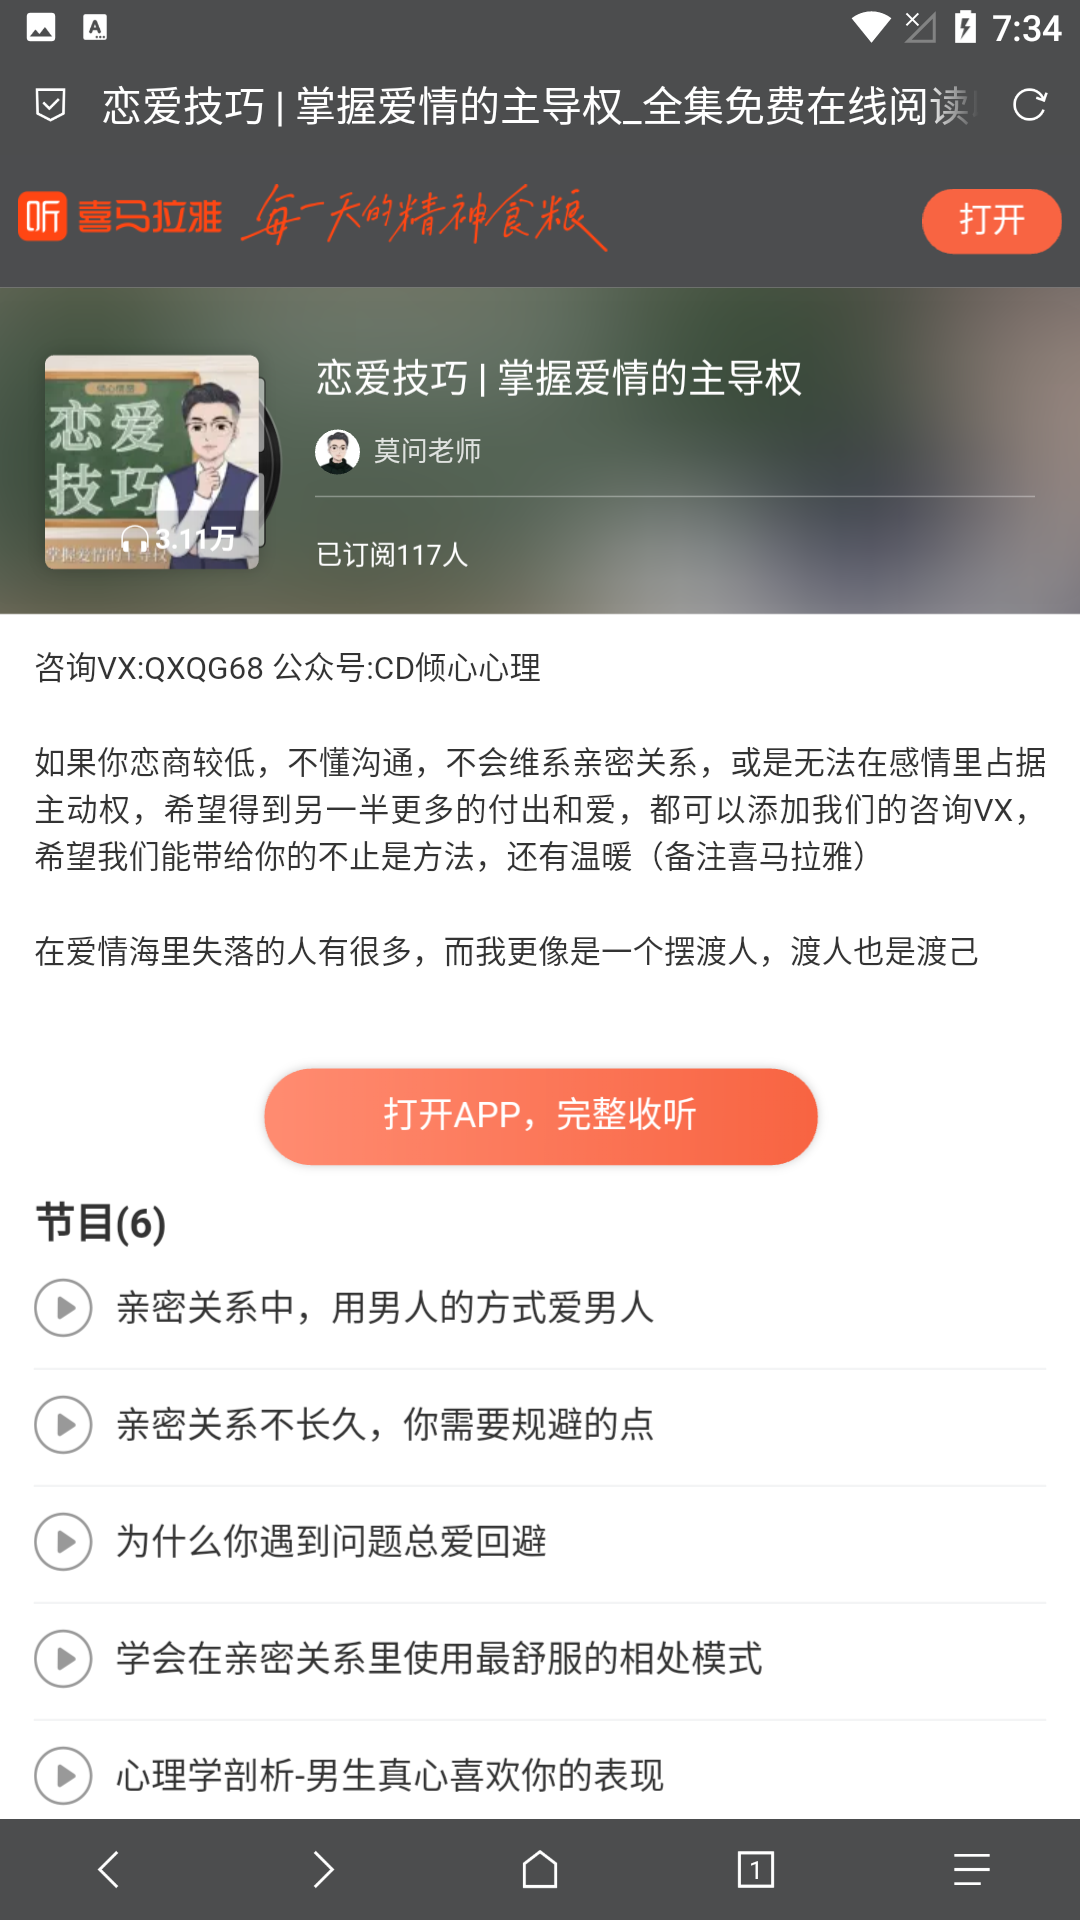 7:34
恋爱技巧 | 掌握爱情的主导权_全集免费在线阅读
听 喜马拉雅 每一天的精神食粮
打开
倾心情感
恋爱
技巧
掌握爱情的主导权
3.11万
恋爱技巧 | 掌握爱情的主导权
莫问老师
已订阅117人
咨询VX:QXQG68 公众号:CD倾心心理
如果你恋商较低，不懂沟通，不会维系亲密关系，或是无法在感情里占据
主动权，希望得到另一半更多的付出和爱，都可以添加我们的咨询VX，
希望我们能带给你的不止是方法，还有温暖（备注喜马拉雅）
在爱情海里失落的人有很多，而我更像是一个摆渡人，渡人也是渡己
打开APP，完整收听
节目(6)
亲密关系中，用男人的方式爱男人
亲密关系不长久，你需要规避的点
为什么你遇到问题总爱回避
学会在亲密关系里使用最舒服的相处模式
心理学剖析-男生真心喜欢你的表现
1